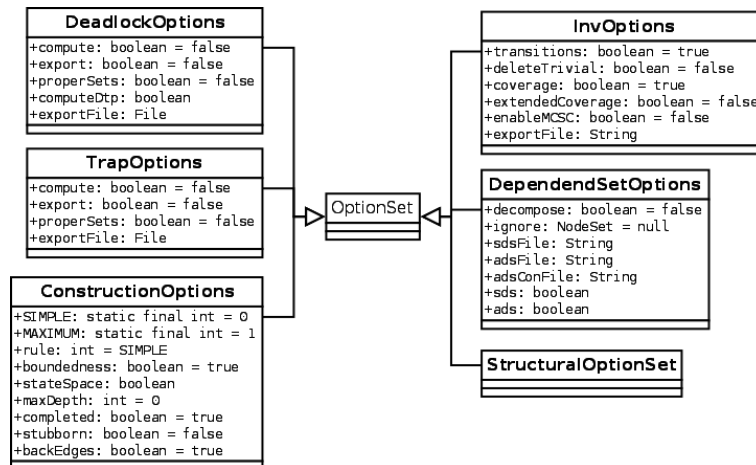 DeadlockOptions
+compute: boolean = false
+export: boolean = false
+properSets: boolean = false
+computeDtp: boolean
+exportFile: File
TrapOptions
+compute: boolean = false
+export: boolean = false
+properSets: boolean = false
+exportFile: File
ConstructionOptions
+SIMPLE: static final int = 0
+MAXIMUM: static final int = 1
+rule: int = SIMPLE
+boundedness: boolean = true
+stateSpace: boolean
+maxDepth: int = 0
+completed: boolean = true
+stubborn: boolean = false
+backEdges: boolean = true
OptionSet
InvOptions
+transitions: boolean = true
+deleteTrivial: boolean = false
+coverage: boolean = true
+extendedCoverage: boolean = false
+enableMCSC: boolean = false
+exportFile: String
DependendSetOptions
+decompose: boolean = false
+ignore: NodeSet = null
+sdsFile: String
+adsFile: String
+adsConFile: String
+sds: boolean
+ads: boolean
StructuralOptionSet